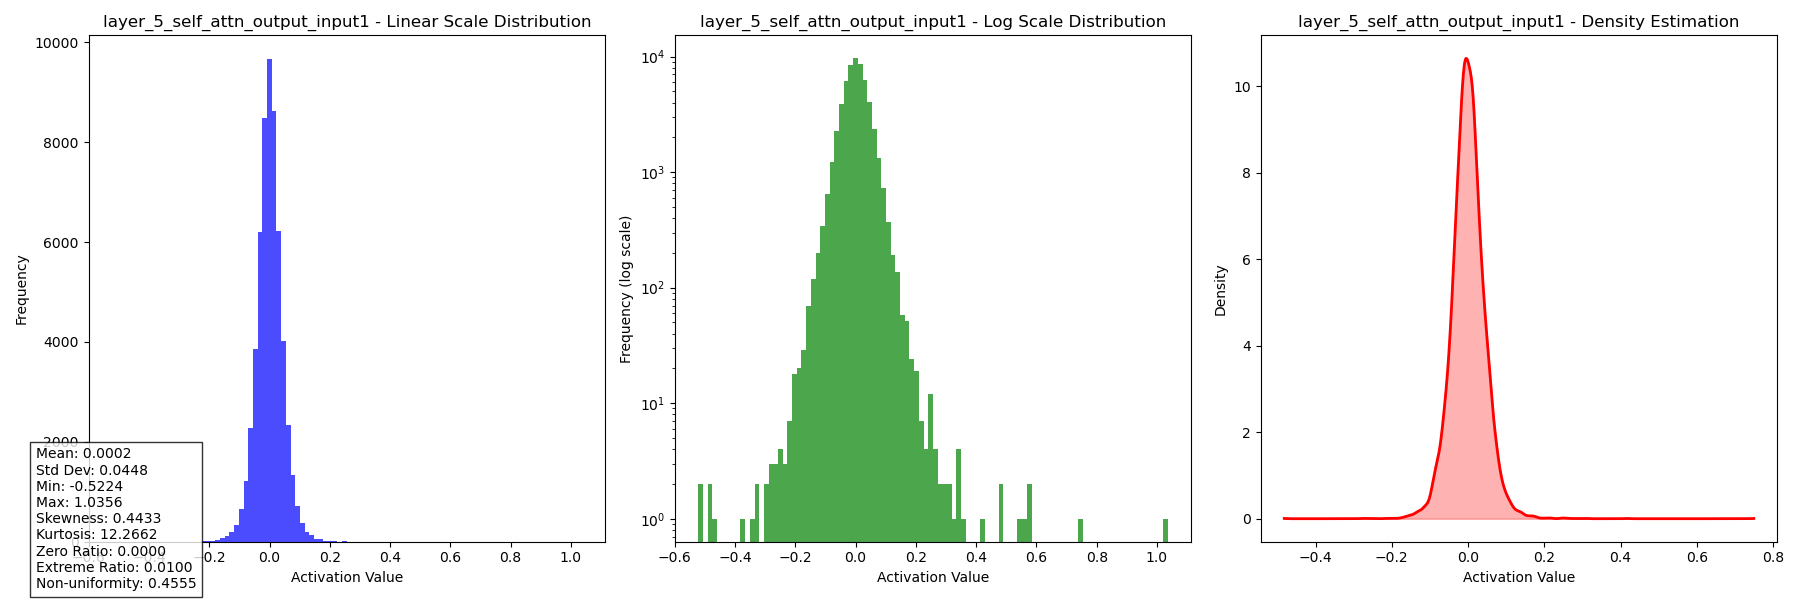 layer_5_self_attn_output_input1 - Linear Scale Distribution
10000
8000
6000
4000
2000
Frequency
−0.2 0.0 0.2 0.4 0.6 0.8 1.0
Activation Value
Mean: 0.0002
Std Dev: 0.0448
Min: -0.5224
Max: 1.0356
Skewness: 0.4433
Kurtosis: 12.2662
Zero Ratio: 0.0000
Extreme Ratio: 0.0100
Non-uniformity: 0.4555
layer_5_self_attn_output_input1 - Log Scale Distribution
10⁴
10³
10²
10¹
10⁰
Frequency (log scale)
−0.6 −0.4 −0.2 0.0 0.2 0.4 0.6 0.8 1.0
Activation Value
layer_5_self_attn_output_input1 - Density Estimation
10
8
6
4
2
0
Density
−0.4 −0.2 0.0 0.2 0.4 0.6 0.8
Activation Value